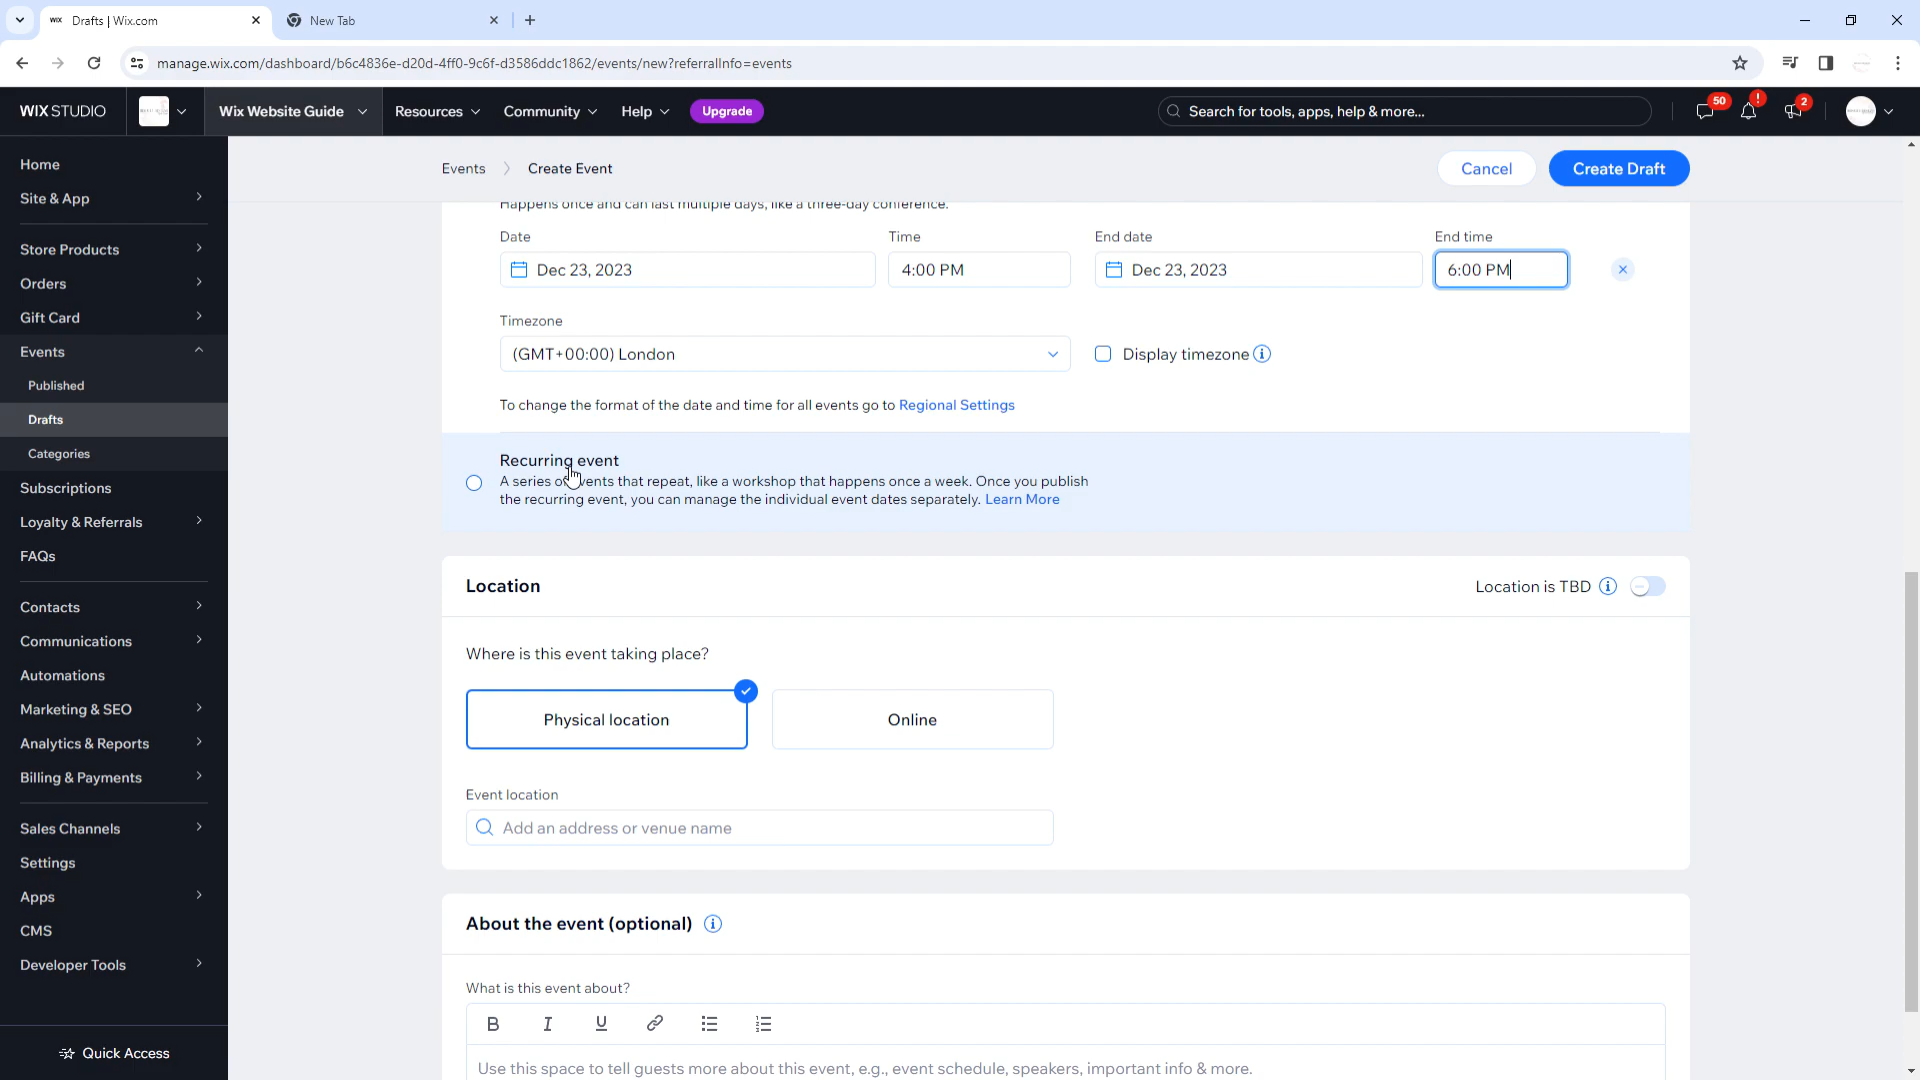 Drafts | Wix.com
New Tab
manage.wix.com/dashboard/b6c4836e-d20d-4ff0-9c6f-d3586ddc1862/events/new?referralInfo=events
WIX STUDIO
Wix Website Guide
Resources
Community
Help
Upgrade
Search for tools, apps, help & more...
50
!
2
Home
Site & App
Store Products
Orders
Gift Card
Events
Published
Drafts
Categories
Subscriptions
Loyalty & Referrals
FAQs
Contacts
Communications
Automations
Marketing & SEO
Analytics & Reports
Billing & Payments
Sales Channels
Settings
Apps
CMS
Developer Tools
Quick Access
Events
Create Event
Cancel
Create Draft
Happens once and can last multiple days, like a three-day conference.
Date
Time
End date
End time
Dec 23, 2023
4:00 PM
Dec 23, 2023
6:00 PM
Timezone
(GMT+00:00) London
Display timezone
To change the format of the date and time for all events go to Regional Settings
Recurring event
A series of events that repeat, like a workshop that happens once a week. Once you publish
the recurring event, you can manage the individual event dates separately. Learn More
Location
Location is TBD
Where is this event taking place?
Physical location
Online
Event location
Add an address or venue name
About the event (optional)
What is this event about?
B I U
Use this space to tell guests more about this event, e.g., event schedule, speakers, important info & more.